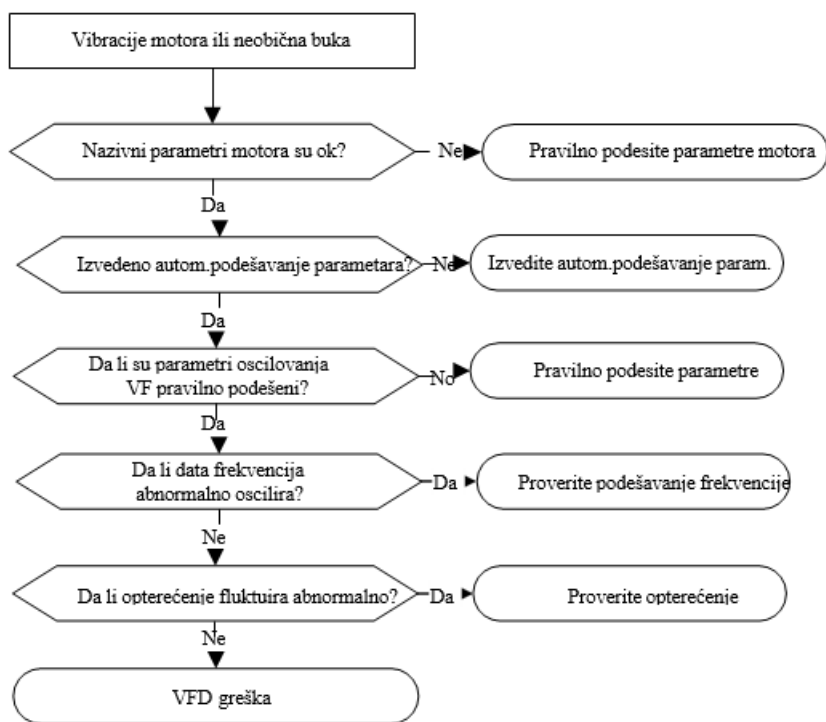 Vibracije motora ili neobična buka
Nazivni parametri motora su ok?
Ne
Pravilno podesite parametre motora
Da
Izvedeno autom.podešavanje parametara?
Ne
Izvedite autom.podešavanje param.
Da
Da li su parametri oscilovanja
VF pravilno podešeni?
No
Pravilno podesite parametre
Da
Da li data frekvencija
abnormalno oscilira?
Da
Proverite podešavanje frekvencije
Ne
Da li opterećenje fluktuira abnormalno?
Da
Proverite opterećenje
Ne
VFD greška